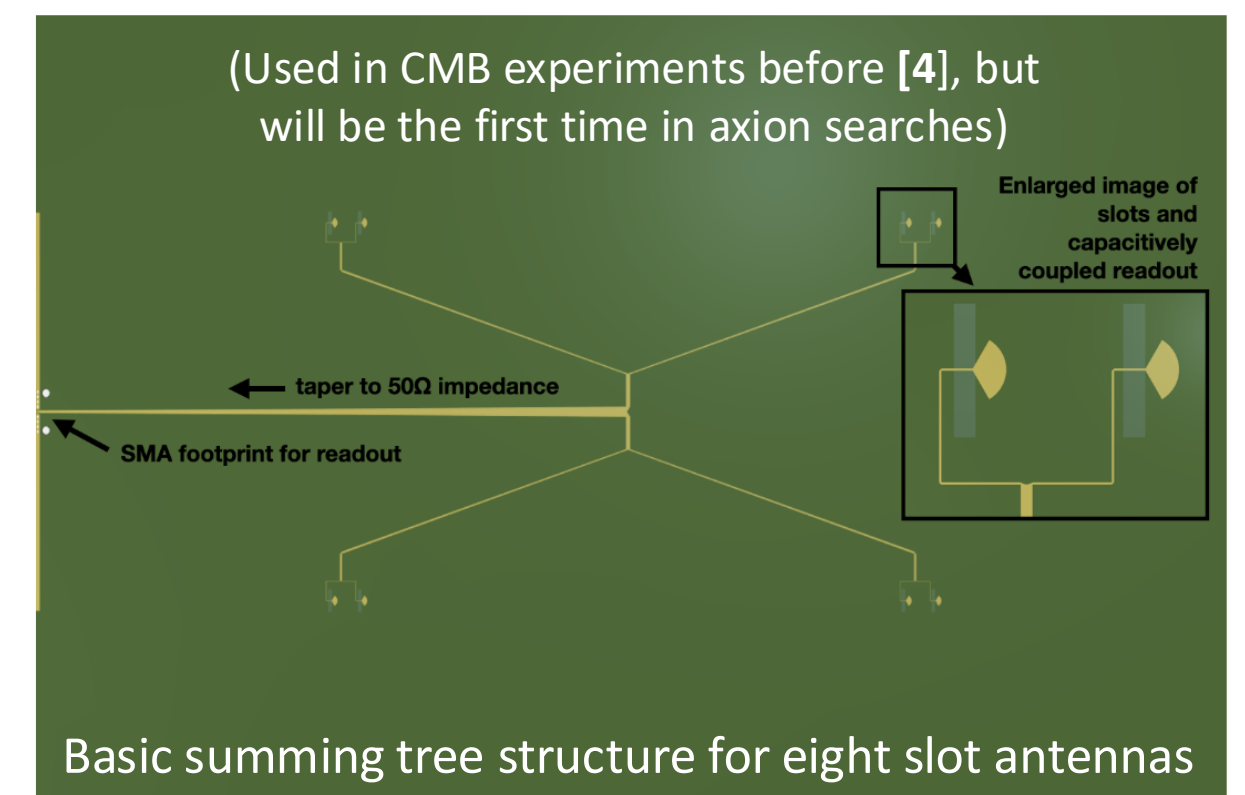 (Used in CMB experiments before [4], but
will be the first time in axion searches)
Enlarged image of
slots and
capacitively
coupled readout
taper to 50Ω impedance
SMA footprint for readout
Basic summing tree structure for eight slot antennas